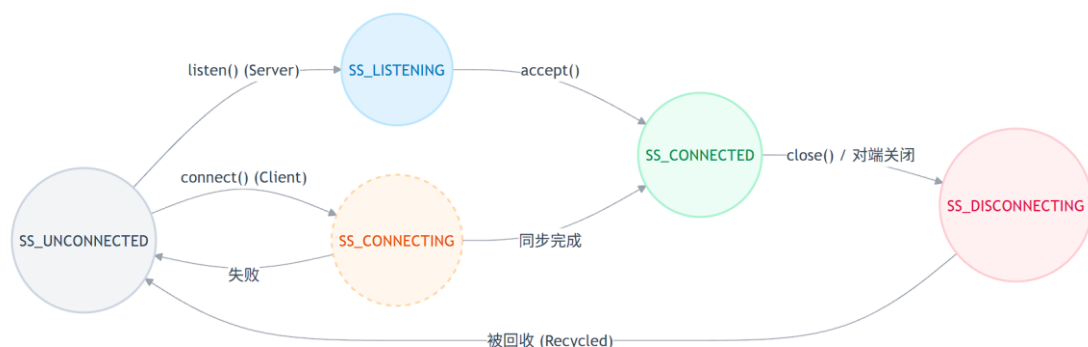 listen() (Server)
SS_LISTENING
accept()
connect() (Client)
SS_CONNECTED
close() / 对端关闭
SS_UNCONNECTED
SS_CONNECTING
同步完成
SS_DISCONNECTING
失败
被回收 (Recycled)